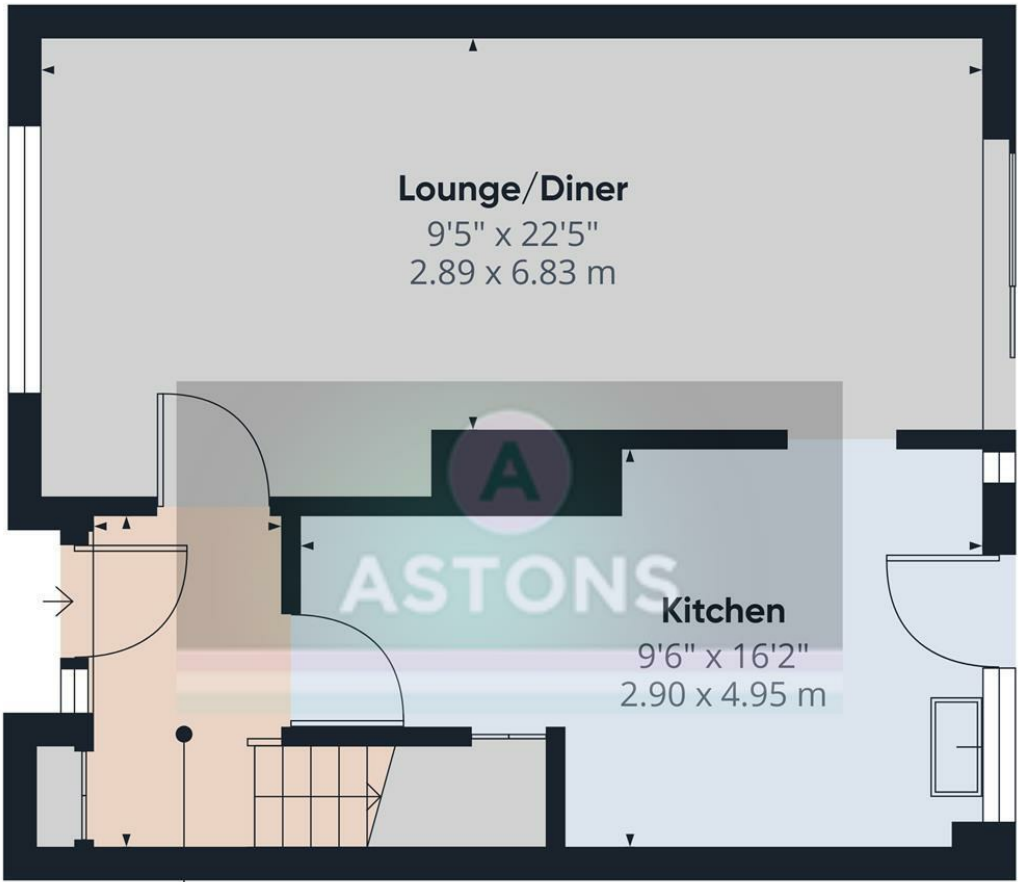 Lounge/Diner
9'5" x 22'5"
2.89 x 6.83 m
A
ASTONS
Kitchen
9'6" x 16'2"
2.90 x 4.95 m